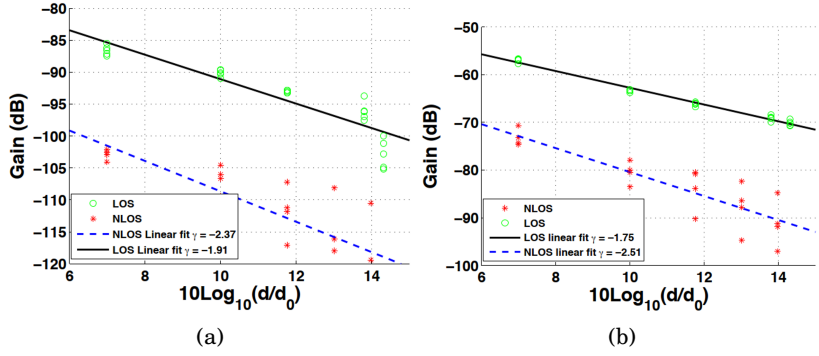 −80
−85
−90
−95
−100
−105
−110
−115
−120
Gain (dB)
LOS
NLOS
NLOS Linear fit γ = −2.37
LOS Linear fit γ = −1.91
6 8 10 12 14
10Log10(d/d0)
(a)
−50
−60
−70
−80
−90
−100
Gain (dB)
NLOS
LOS
LOS linear fit γ = −1.75
NLOS linear fit γ = −2.51
6 8 10 12 14
10Log10(d/d0)
(b)